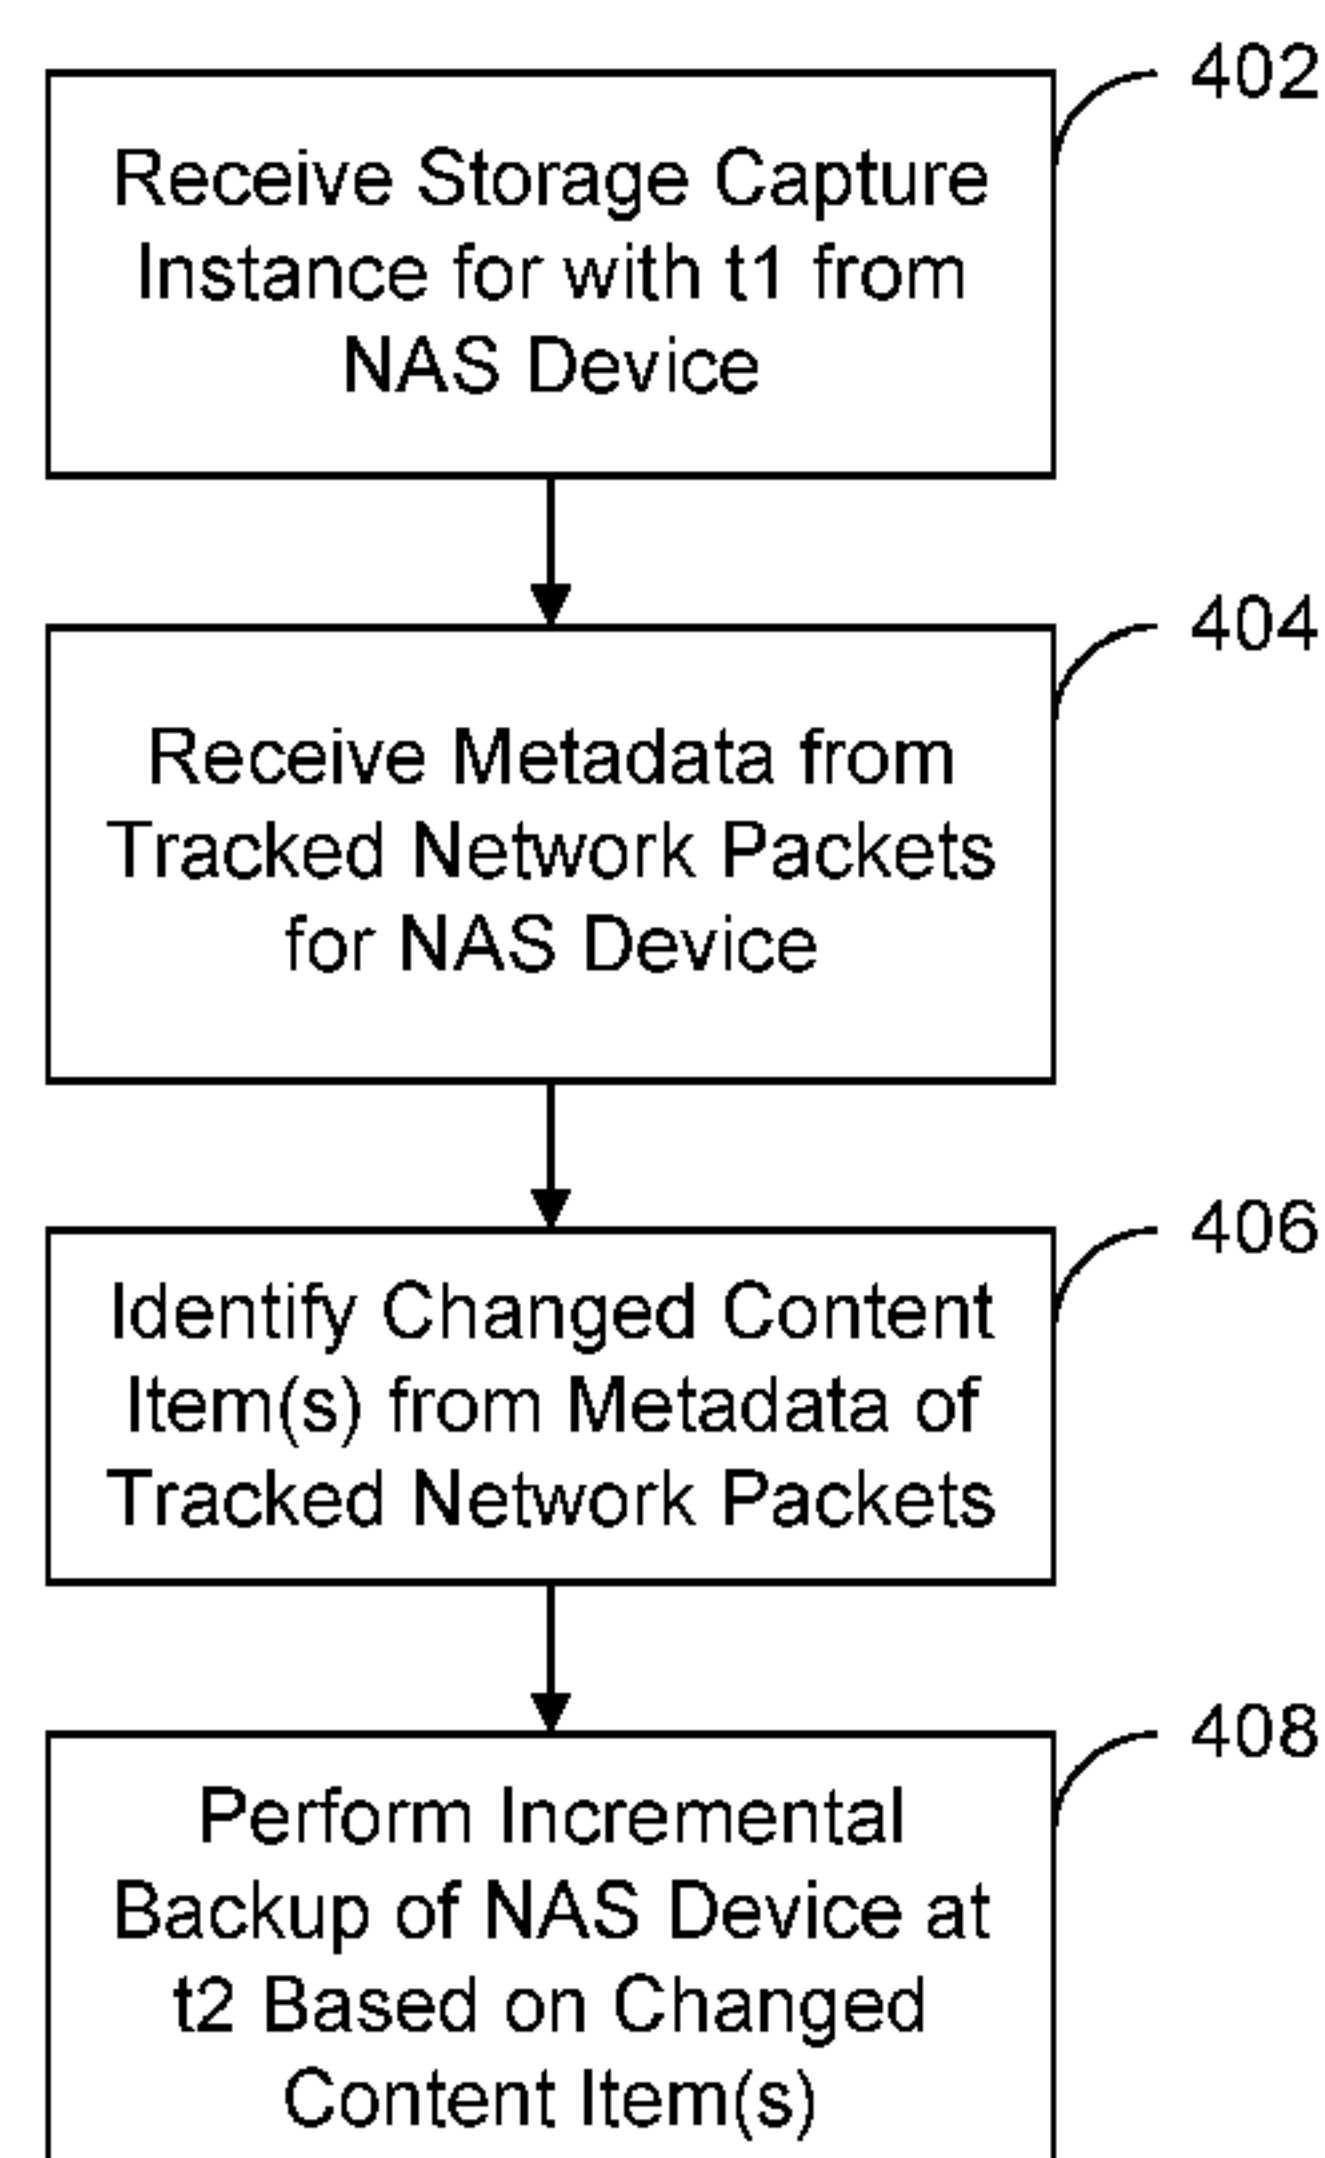 402
Receive Storage Capture
Instance for with t1 from
NAS Device
404
Receive Metadata from
Tracked Network Packets
for NAS Device
406
Identify Changed Content
Item(s) from Metadata of
Tracked Network Packets
408
Perform Incremental
Backup of NAS Device at
t2 Based on Changed
Content Item(s)